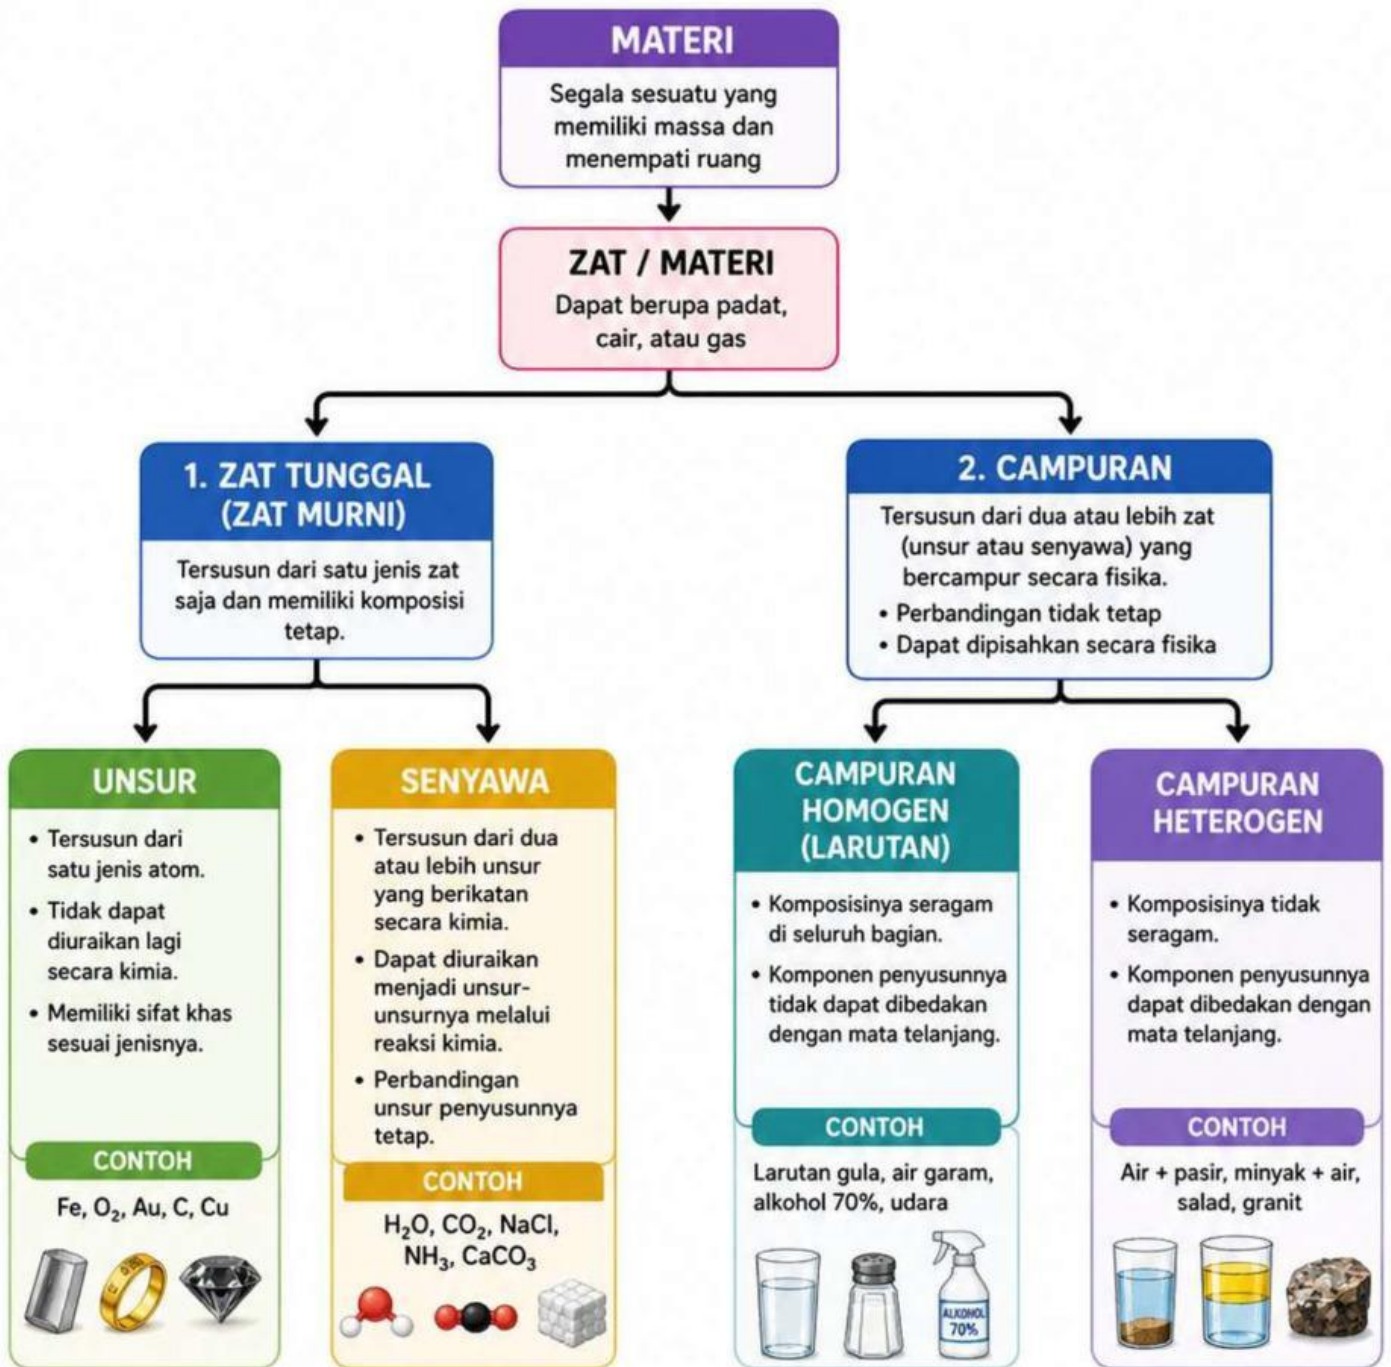 MATERI
Segala sesuatu yang
memiliki massa dan
menempati ruang
ZAT / MATERI
Dapat berupa padat,
cair, atau gas
1. ZAT TUNGGAL
(ZAT MURNI)
Tersusun dari satu jenis zat
saja dan memiliki komposisi
tetap.
2. CAMPURAN
Tersusun dari dua atau lebih zat
(unsur atau senyawa) yang
bercampur secara fisika.
• Perbandingan tidak tetap
• Dapat dipisahkan secara fisika
UNSUR
• Tersusun dari
satu jenis atom.
• Tidak dapat
diuraikan lagi
secara kimia.
• Memiliki sifat khas
sesuai jenisnya.
CONTOH
Fe, O₂, Au, C, Cu
SENYAWA
• Tersusun dari dua
atau lebih unsur
yang berikatan
secara kimia.
• Dapat diuraikan
menjadi unsur-
unsurnya melalui
reaksi kimia.
• Perbandingan
unsur penyusunnya
tetap.
CONTOH
H₂O, CO₂, NaCl,
NH₃, CaCO₃
CAMPURAN
HOMOGEN
(LARUTAN)
• Komposisinya seragam
di seluruh bagian.
• Komponen penyusunnya
tidak dapat dibedakan
dengan mata telanjang.
CONTOH
Larutan gula, air garam,
alkohol 70%, udara
ALKOHOL
70%
CAMPURAN
HETEROGEN
• Komposisinya tidak
seragam.
• Komponen penyusunnya
dapat dibedakan dengan
mata telanjang.
CONTOH
Air + pasir, minyak + air,
salad, granit